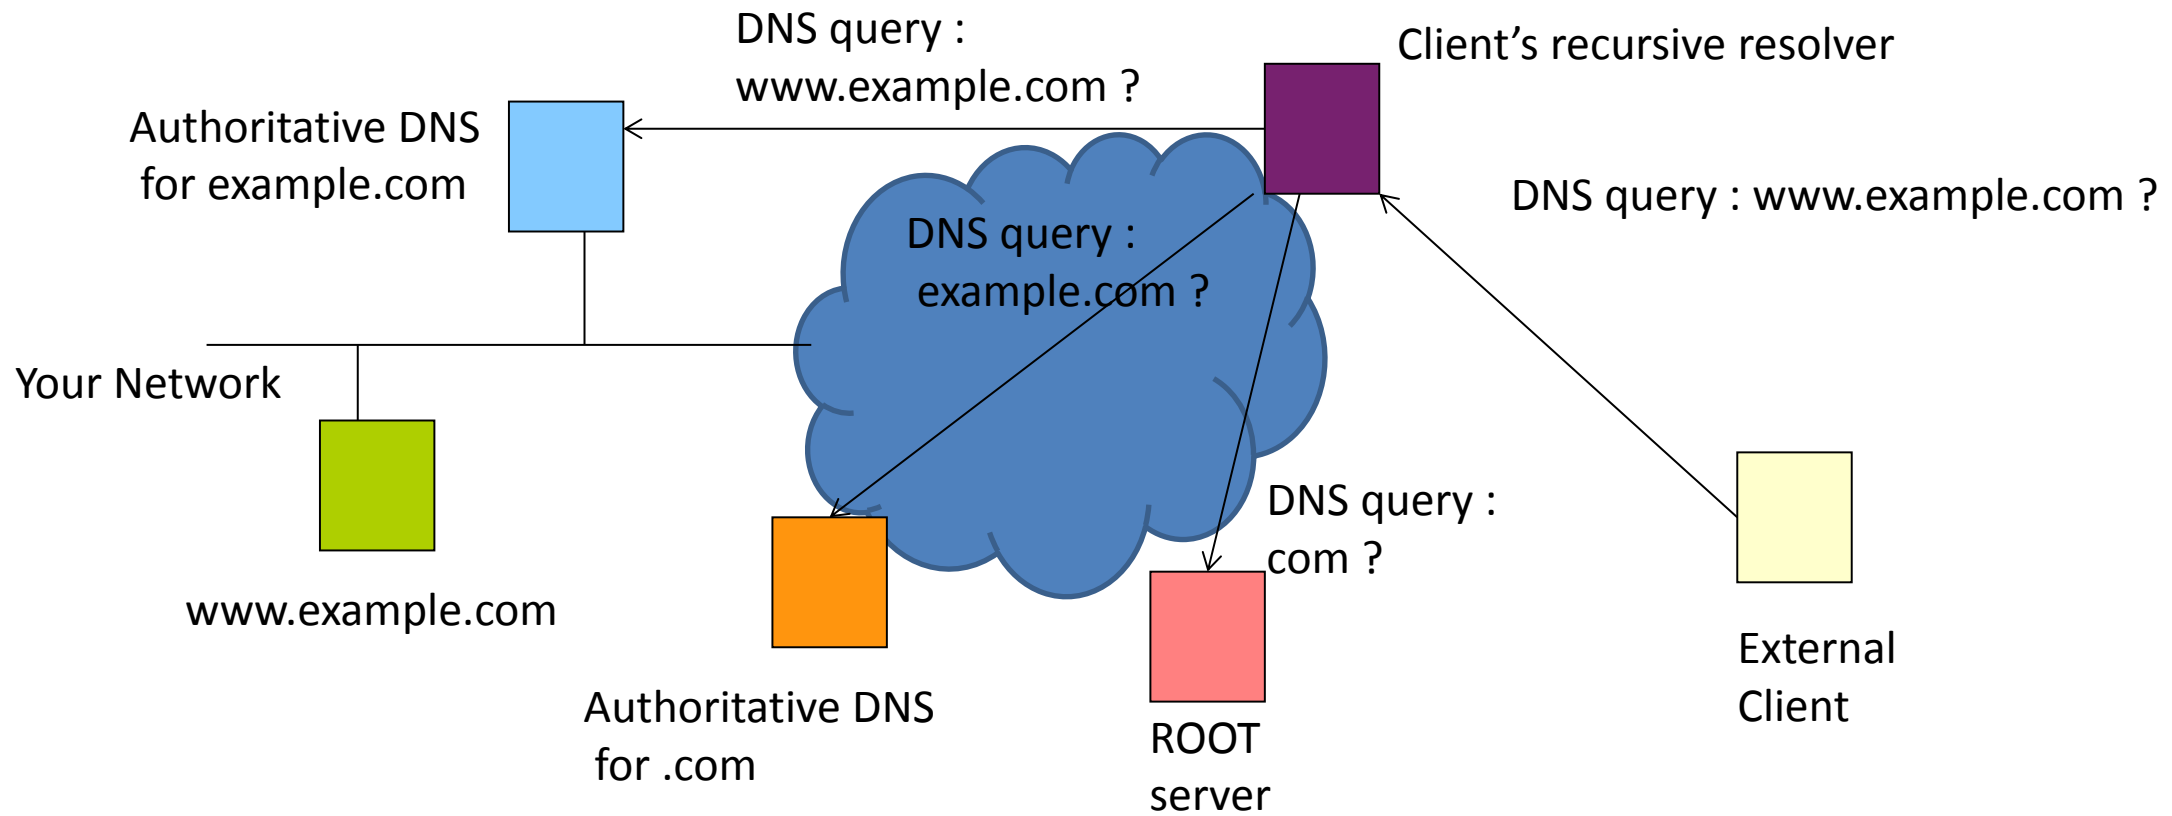 DNS query :
www.example.com ?
Client’s recursive resolver
Authoritative DNS
for example.com
DNS query : www.example.com ?
DNS query :
example.com ?
Your Network
DNS query :
com ?
www.example.com
External
Client
Authoritative DNS
for .com
ROOT
server